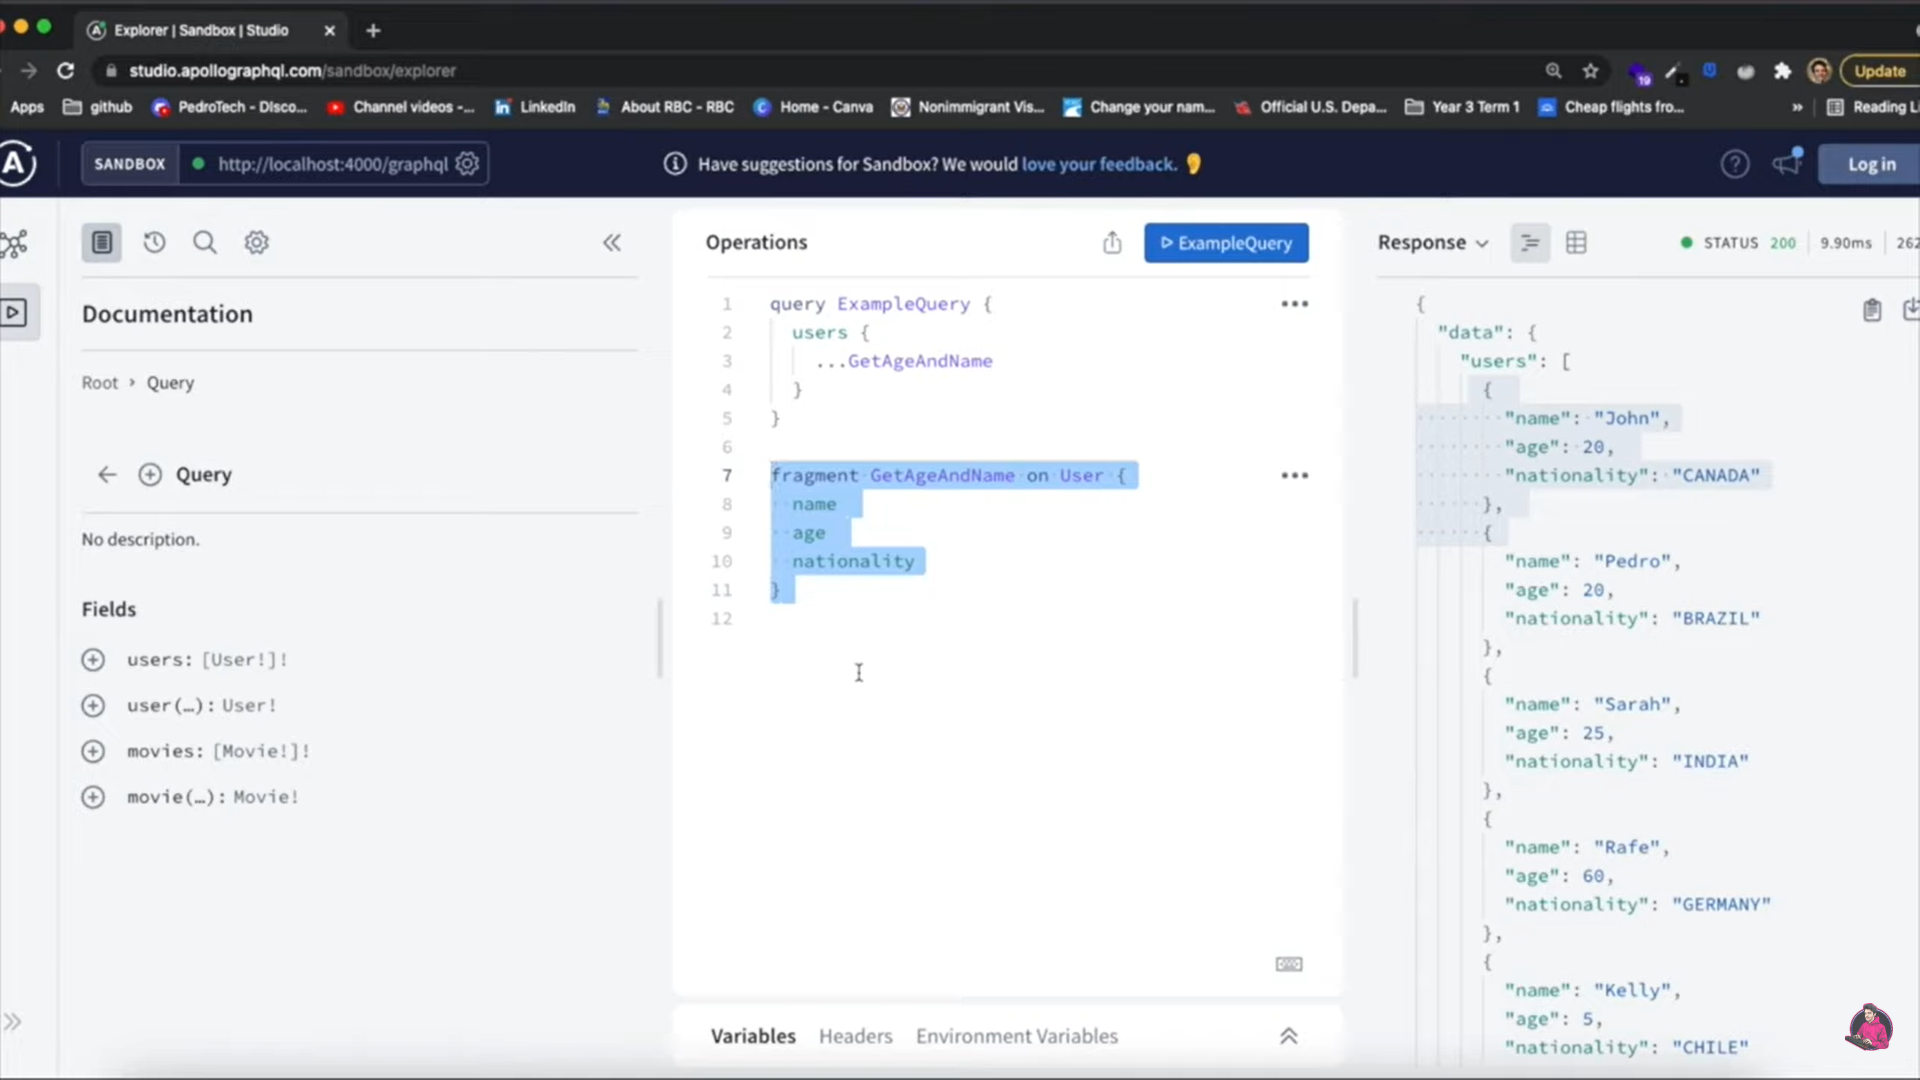 Explorer | Sandbox | Studio
studio.apollographql.com/sandbox/explorer
19
Update
Apps github PedroTech - Disco... Channel videos -... LinkedIn About RBC - RBC Home - Canva Nonimmigrant Vis... Change your nam... Official U.S. Depa... Year 3 Term 1 Cheap flights fro... » Reading Li
SANDBOX http://localhost:4000/graphql
Have suggestions for Sandbox? We would love your feedback.
Log in
Documentation
Root › Query
Query
No description.
Fields
users: [User!]!
user(…): User!
movies: [Movie!]!
movie(…): Movie!
Operations
ExampleQuery
1 query ExampleQuery {
2 users {
3 ...GetAgeAndName
4 }
5 }
6
7 fragment GetAgeAndName on User {
8 name
9 age
10 nationality
11 }
12
Variables Headers Environment Variables
Response STATUS 200 9.90ms 262
{
"data": {
"users": [
{
"name": "John",
"age": 20,
"nationality": "CANADA"
},
{
"name": "Pedro",
"age": 20,
"nationality": "BRAZIL"
},
{
"name": "Sarah",
"age": 25,
"nationality": "INDIA"
},
{
"name": "Rafe",
"age": 60,
"nationality": "GERMANY"
},
{
"name": "Kelly",
"age": 5,
"nationality": "CHILE"